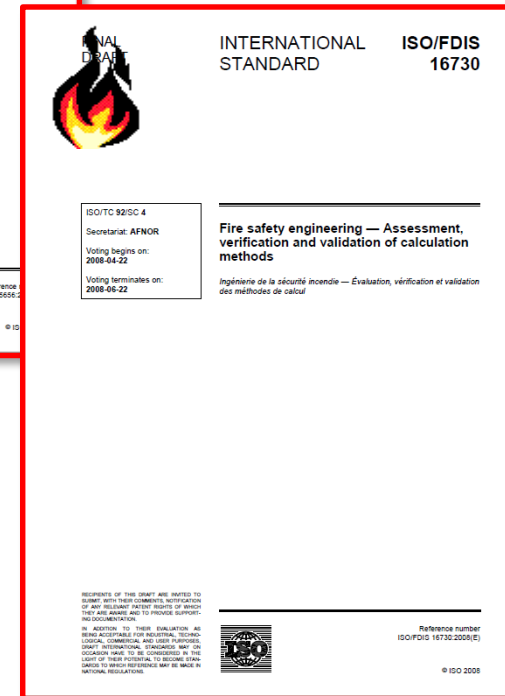 FINAL
DRAFT
INTERNATIONAL
STANDARD
ISO/FDIS
16730
ISO/TC 92/SC 4
Secretariat: AFNOR
Voting begins on:
2008-04-22
Voting terminates on:
2008-06-22
Fire safety engineering — Assessment,
verification and validation of calculation
methods
Ingénierie de la sécurité incendie — Évaluation, vérification et validation
des méthodes de calcul
© IS
RECIPIENTS OF THIS DRAFT ARE INVITED TO
SUBMIT, WITH THEIR COMMENTS, NOTIFICATION
OF ANY RELEVANT PATENT RIGHTS OF WHICH
THEY ARE AWARE AND TO PROVIDE SUPPORT-
ING DOCUMENTATION.
IN ADDITION TO THEIR EVALUATION AS
BEING ACCEPTABLE FOR INDUSTRIAL, TECHNO-
LOGICAL, COMMERCIAL AND USER PURPOSES,
DRAFT INTERNATIONAL STANDARDS MAY ON
OCCASION HAVE TO BE CONSIDERED IN THE
LIGHT OF THEIR POTENTIAL TO BECOME STAN-
DARDS TO WHICH REFERENCE MAY BE MADE IN
NATIONAL REGULATIONS.
ISO
Reference number
ISO/FDIS 16730:2008(E)
© ISO 2008